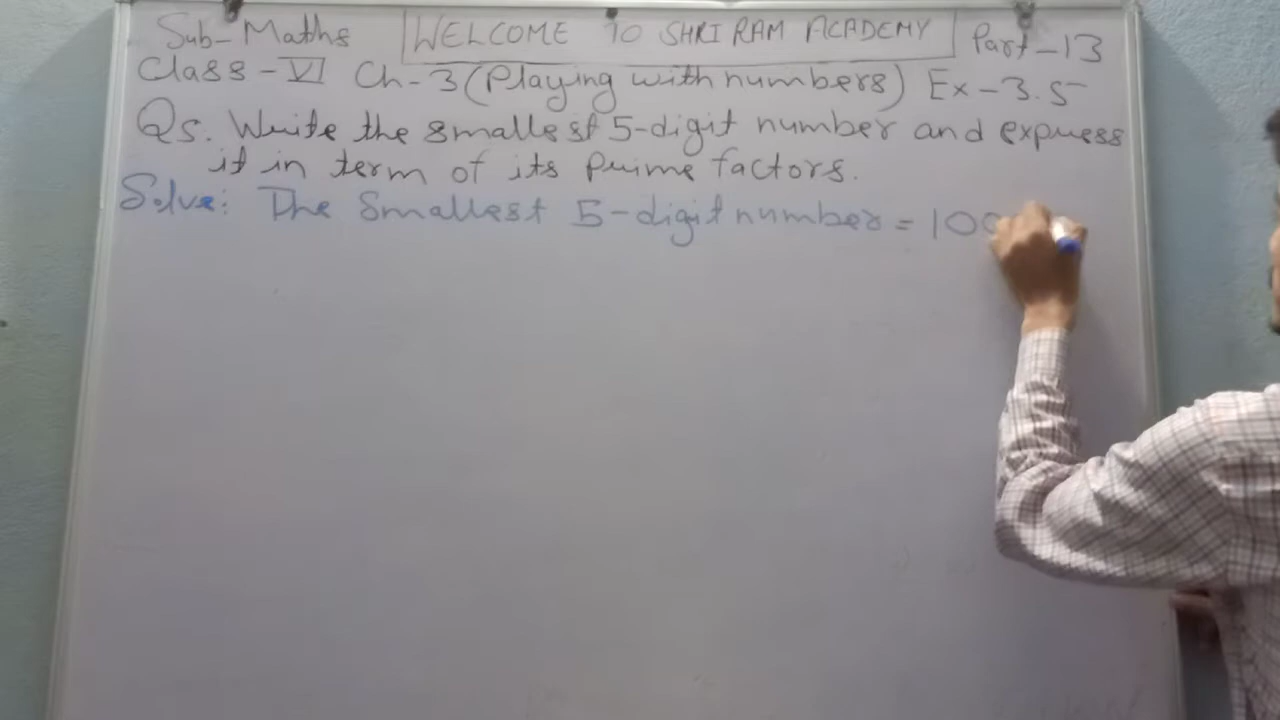 Sub-Maths WELCOME TO SHRI RAM ACADEMY Part-13
Class-VI Ch-3(Playing with numbers) Ex-3.5
Q5. Write the smallest 5-digit number and express
it in term of its prime factors.
Solve: The Smallest 5-digit number = 100